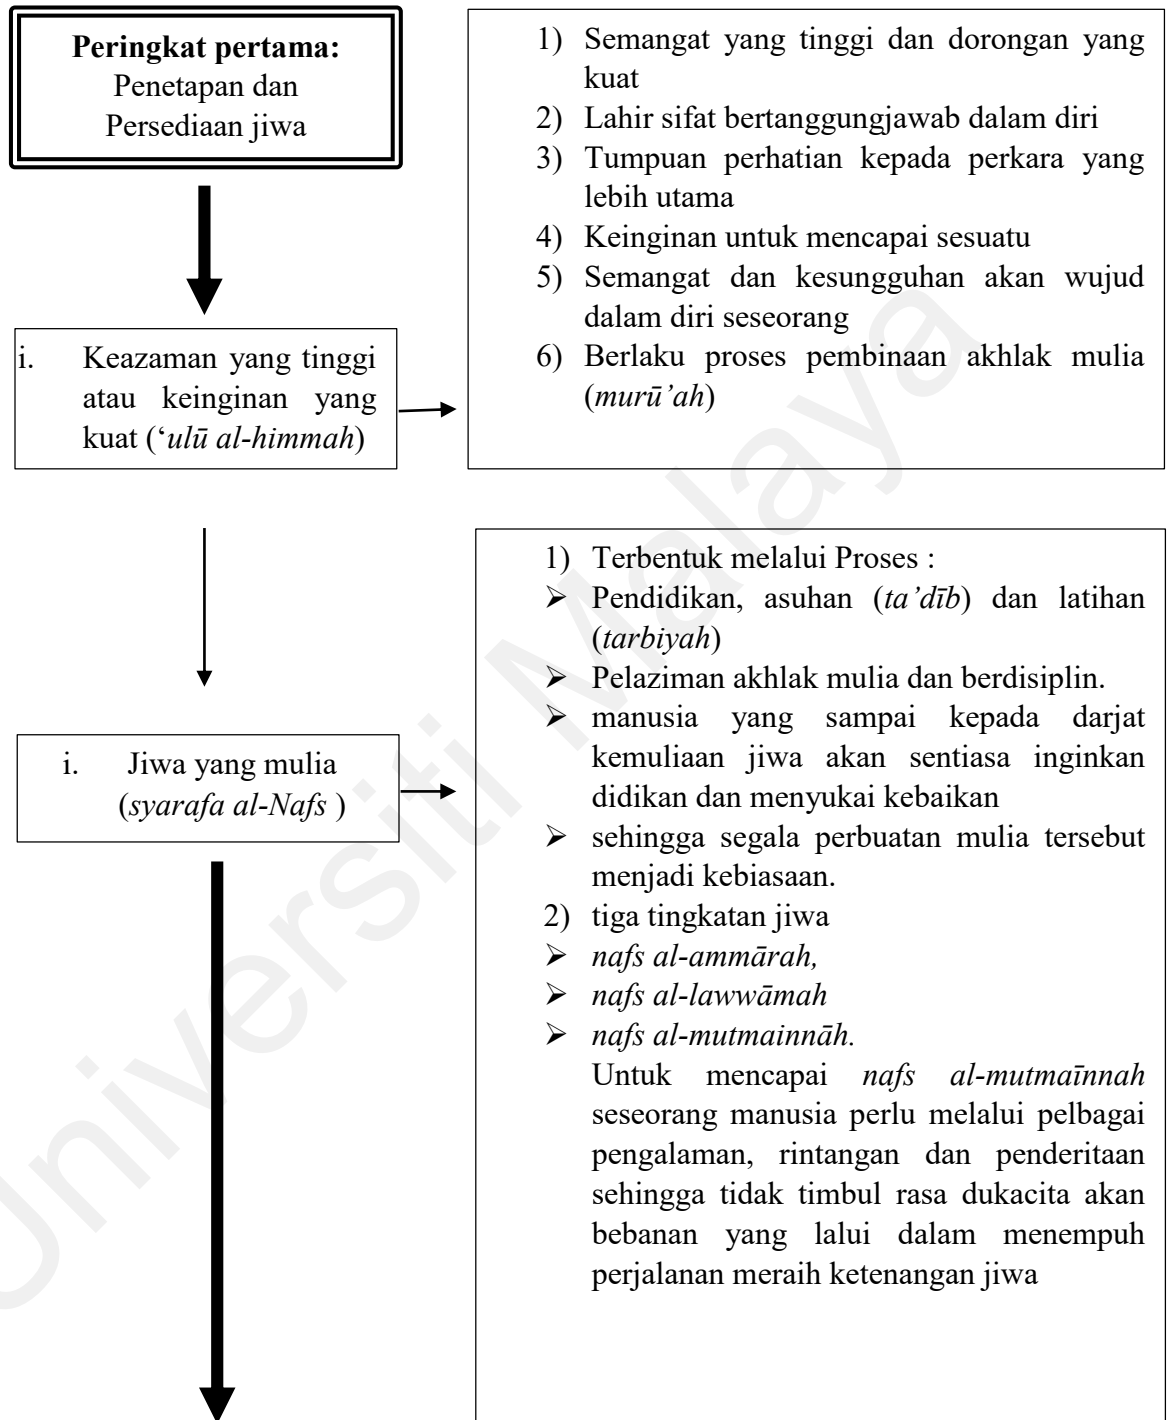 Peringkat pertama:
Penetapan dan
Persediaan jiwa
1) Semangat yang tinggi dan dorongan yang
kuat
2) Lahir sifat bertanggungjawab dalam diri
3) Tumpuan perhatian kepada perkara yang
lebih utama
4) Keinginan untuk mencapai sesuatu
5) Semangat dan kesungguhan akan wujud
dalam diri seseorang
6) Berlaku proses pembinaan akhlak mulia
(murū’ah)
i. Keazaman yang tinggi
atau keinginan yang
kuat (‘ulū al-himmah)
1) Terbentuk melalui Proses :
➢ Pendidikan, asuhan (ta’dīb) dan latihan
(tarbiyah)
➢ Pelaziman akhlak mulia dan berdisiplin.
➢ manusia yang sampai kepada darjat
kemuliaan jiwa akan sentiasa inginkan
didikan dan menyukai kebaikan
➢ sehingga segala perbuatan mulia tersebut
menjadi kebiasaan.
2) tiga tingkatan jiwa
➢ nafs al-ammārah,
➢ nafs al-lawwāmah
➢ nafs al-mutmainnāh.
Untuk mencapai nafs al-mutmaīnnah
seseorang manusia perlu melalui pelbagai
pengalaman, rintangan dan penderitaan
sehingga tidak timbul rasa dukacita akan
bebanan yang lalui dalam menempuh
perjalanan meraih ketenangan jiwa
i. Jiwa yang mulia
(syarafa al-Nafs )
Universiti Malaya